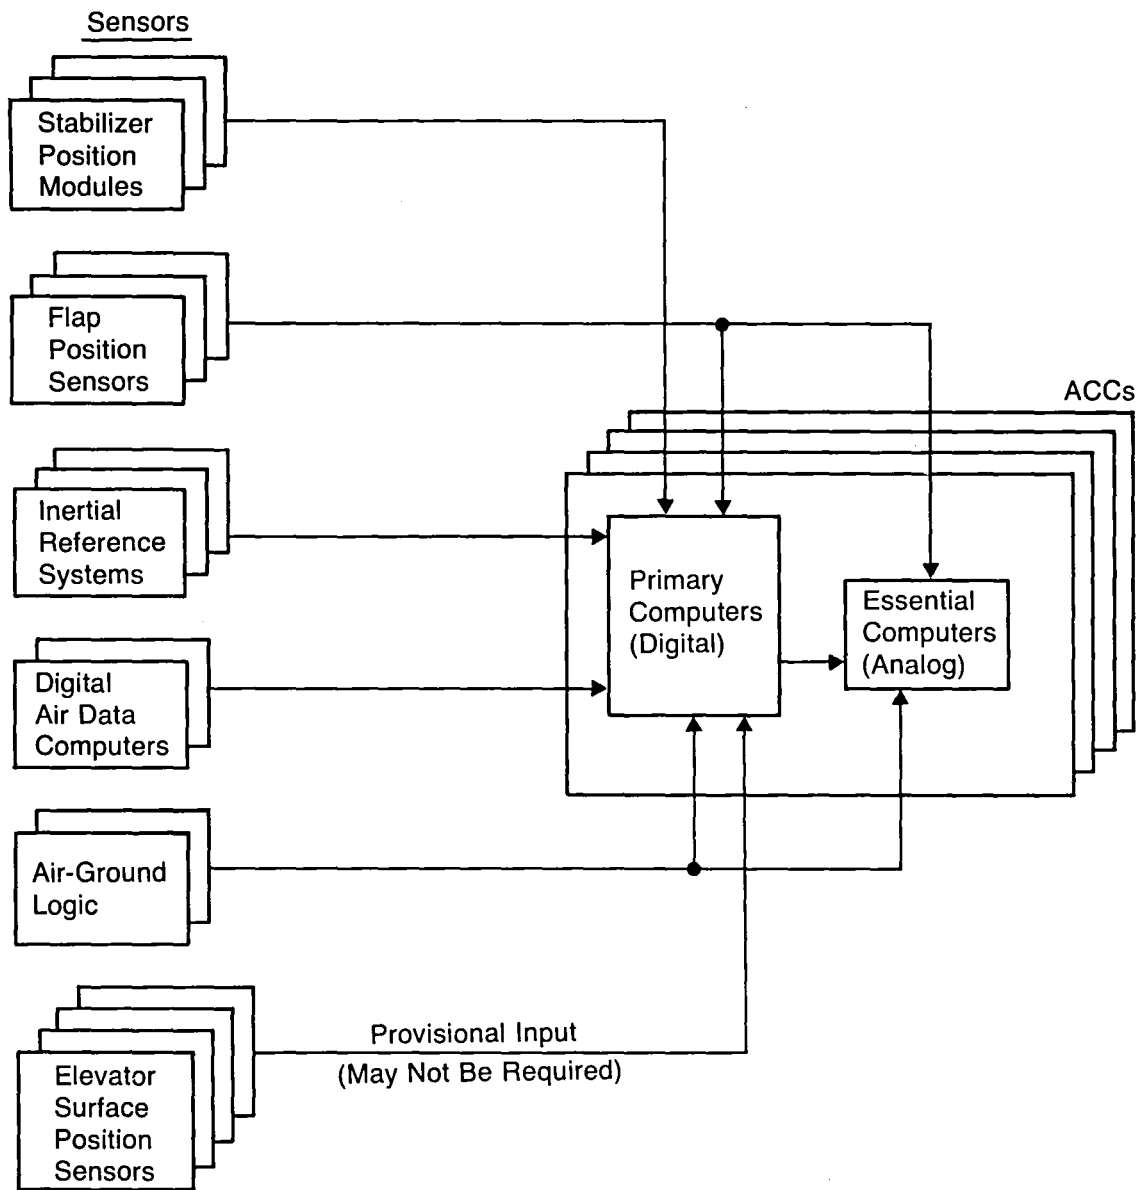 Sensors
Stabilizer
Position
Modules
Flap
Position
Sensors
ACCs
Inertial
Reference
Systems
Primary
Computers
(Digital)
Essential
Computers
(Analog)
Digital
Air Data
Computers
Air-Ground
Logic
Provisional Input
(May Not Be Required)
Elevator
Surface
Position
Sensors